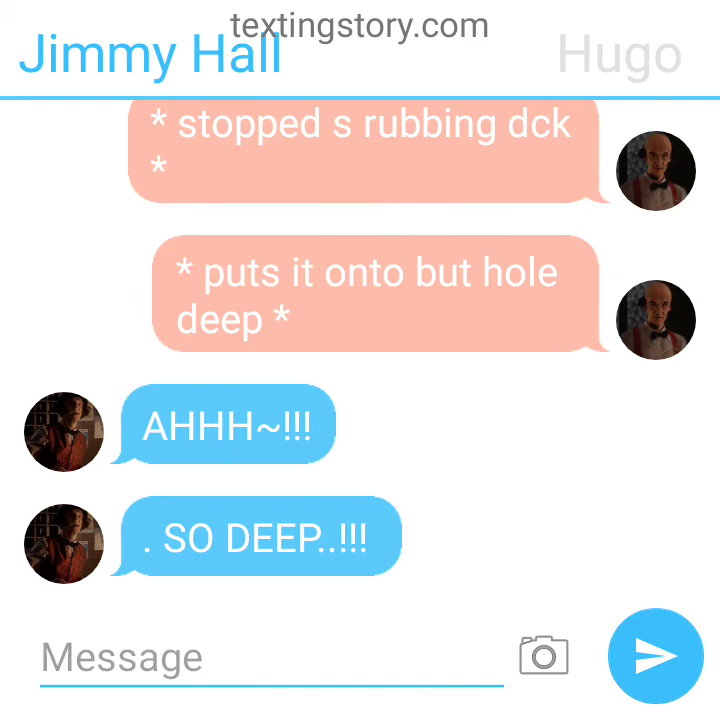 textingstory.com
Jimmy Hall
Hugo
* stopped s rubbing dck
*
* puts it onto but hole
deep *
AHHH~!!!
. SO DEEP..!!!
Message